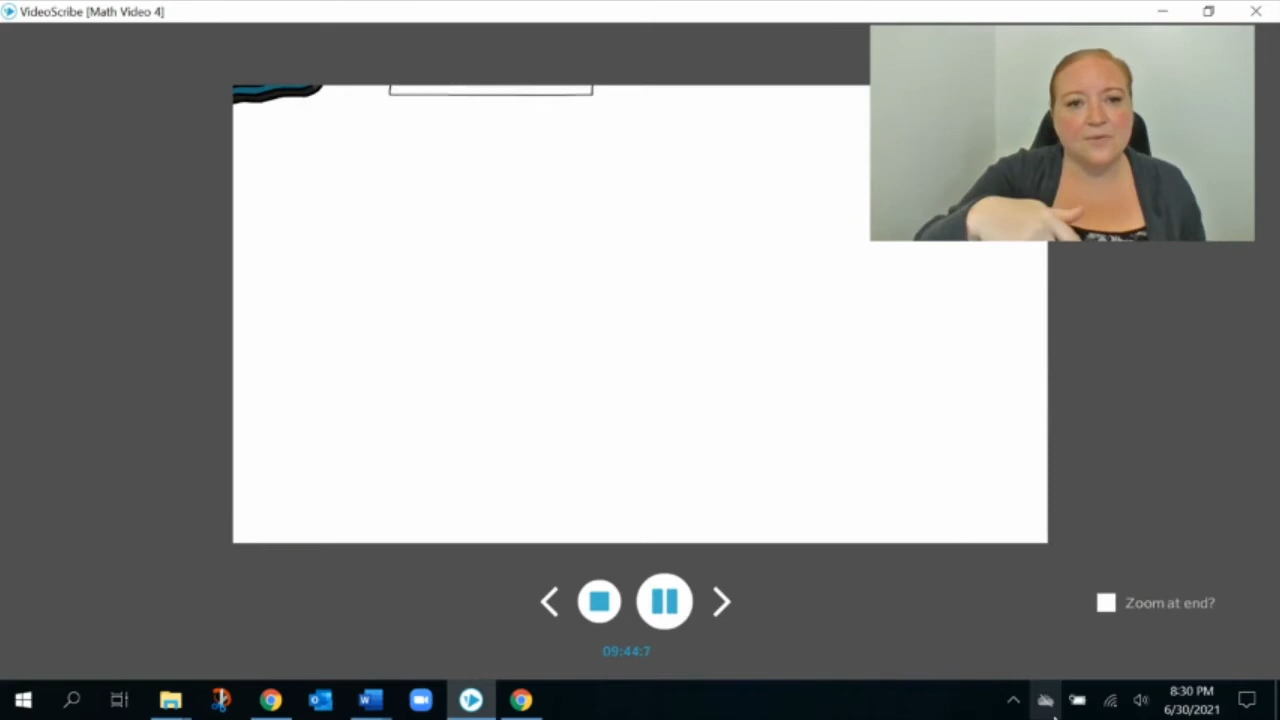 VideoScribe [Math Video 4]
Zoom at end?
09:44:7
8:30 PM
6/30/2021